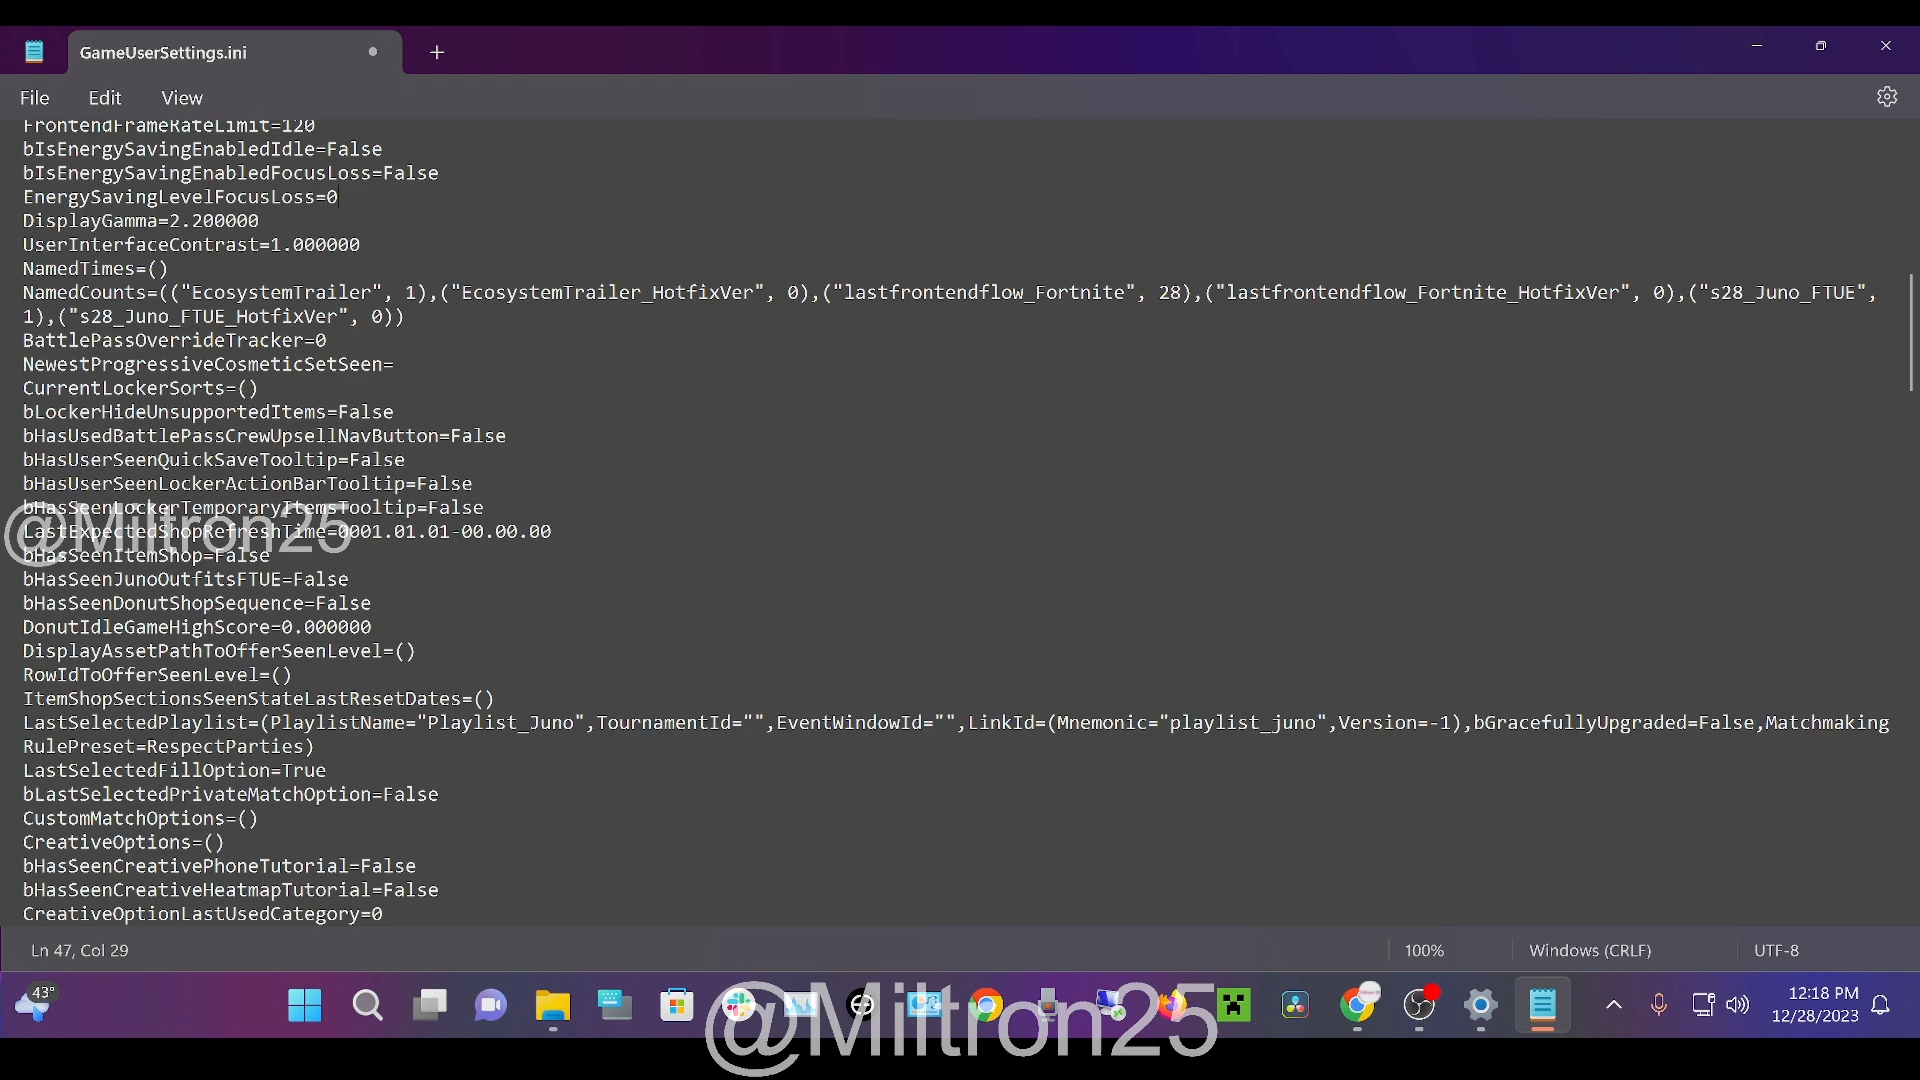 GameUserSettings.ini
File Edit View
FrontendFrameRateLimit=120
bIsEnergySavingEnabledIdle=False
bIsEnergySavingEnabledFocusLoss=False
EnergySavingLevelFocusLoss=0
DisplayGamma=2.200000
UserInterfaceContrast=1.000000
NamedTimes=()
NamedCounts=(("EcosystemTrailer", 1),("EcosystemTrailer_HotfixVer", 0),("lastfrontendflow_Fortnite", 28),("lastfrontendflow_Fortnite_HotfixVer", 0),("s28_Juno_FTUE",
1),("s28_Juno_FTUE_HotfixVer", 0))
BattlePassOverrideTracker=0
NewestProgressiveCosmeticSetSeen=
CurrentLockerSorts=()
bLockerHideUnsupportedItems=False
bHasUsedBattlePassCrewUpsellNavButton=False
bHasUserSeenQuickSaveTooltip=False
bHasUserSeenLockerActionBarTooltip=False
bHasSeenLockerTemporaryItemsTooltip=False
@Miltron25
LastExpectedShopRefreshTime=0001.01.01-00.00.00
bHasSeenItemShop=False
bHasSeenJunoOutfitsFTUE=False
bHasSeenDonutShopSequence=False
DonutIdleGameHighScore=0.000000
DisplayAssetPathToOfferSeenLevel=()
RowIdToOfferSeenLevel=()
ItemShopSectionsSeenStateLastResetDates=()
LastSelectedPlaylist=(PlaylistName="Playlist_Juno",TournamentId="",EventWindowId="",LinkId=(Mnemonic="playlist_juno",Version=-1),bGracefullyUpgraded=False,Matchmaking
RulePreset=RespectParties)
LastSelectedFillOption=True
bLastSelectedPrivateMatchOption=False
CustomMatchOptions=()
CreativeOptions=()
bHasSeenCreativePhoneTutorial=False
bHasSeenCreativeHeatmapTutorial=False
CreativeOptionLastUsedCategory=0
Ln 47, Col 29 100% Windows (CRLF) UTF-8
43°
12:18 PM
12/28/2023
@Miltron25